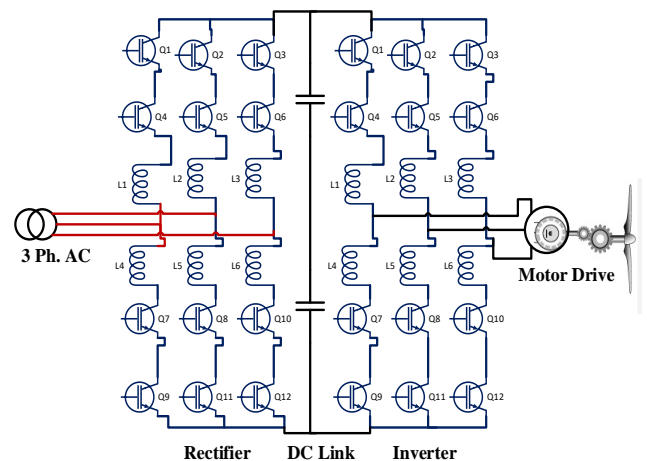 Q1 Q2 Q3 Q1 Q2 Q3
Q4 Q5 Q6 Q4 Q5 Q6
L1 L2 L3 L1 L2 L3
3 Ph. AC
L4 L5 L6 L4 L5 L6
Motor Drive
Q7 Q8 Q10 Q7 Q8 Q10
Q9 Q11 Q12 Q9 Q11 Q12
Rectifier DC Link Inverter